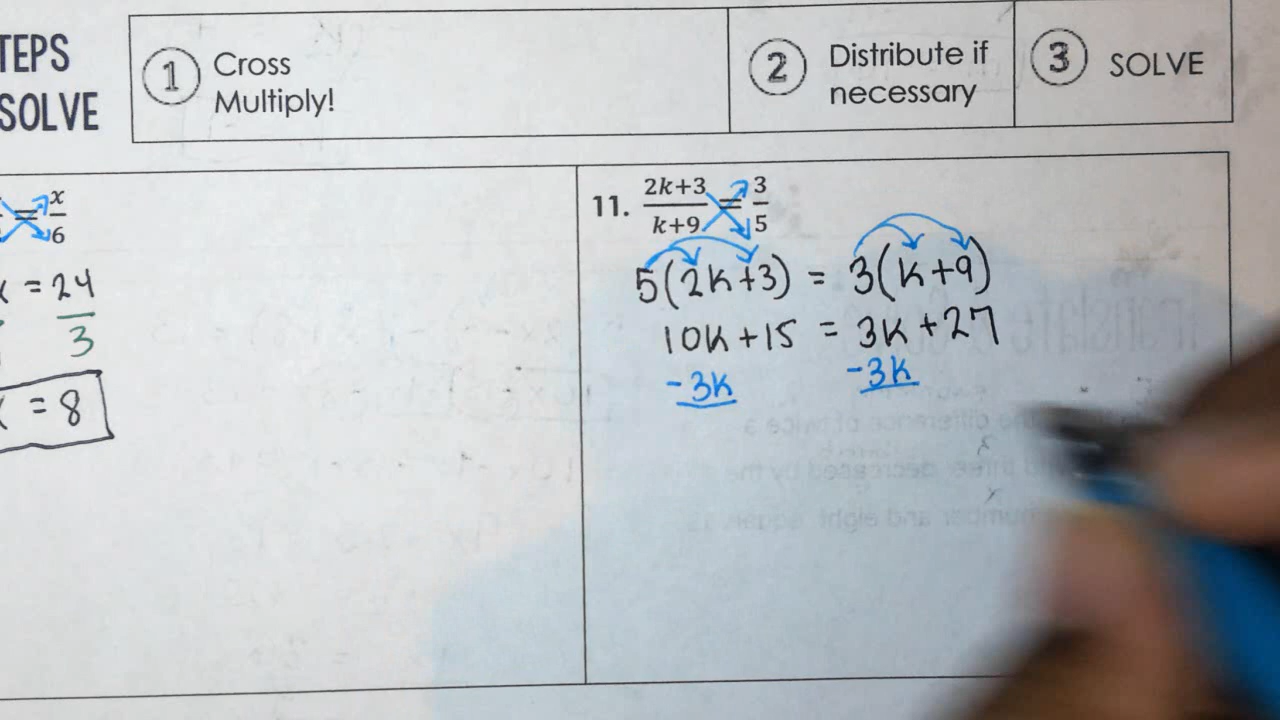 TEPS
SOLVE
1 Cross
Multiply!
2 Distribute if
necessary
3 SOLVE
= x/6
x = 24
3
x = 8
11. 2k+3/k+9 = 3/5
5(2k+3) = 3(k+9)
10k+15 = 3k+27
-3k -3k